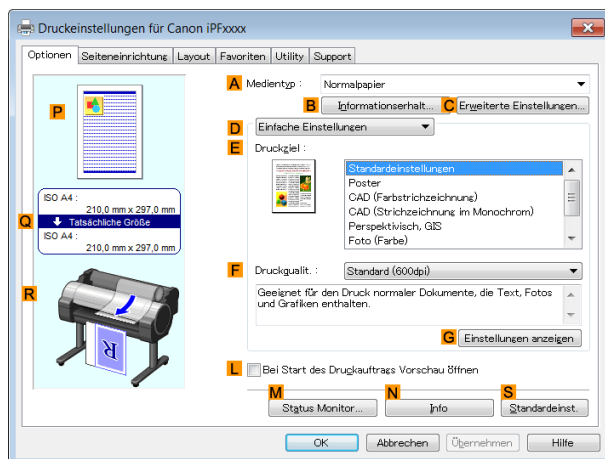 Druckeinstellungen für Canon iPFxxxx
Optionen Seiteneinrichtung Layout Favoriten Utility Support
A Medientyp : Normalpapier
B Informationserhalt... C Erweiterte Einstellungen...
D Einfache Einstellungen
E Druckziel :
Standardeinstellungen
Poster
CAD (Farbstrichzeichnung)
CAD (Strichzeichnung im Monochrom)
Perspektivisch, GIS
Foto (Farbe)
P
Q
ISO A4 :
210,0 mm x 297,0 mm
Tatsächliche Größe
ISO A4 :
210,0 mm x 297,0 mm
R
F Druckqualit. : Standard (600dpi)
Geeignet für den Druck normaler Dokumente, die Text, Fotos
und Grafiken enthalten.
G Einstellungen anzeigen
L Bei Start des Druckauftrags Vorschau öffnen
M N S
Status Monitor... Info Standardeinst.
OK Abbrechen Übernehmen Hilfe